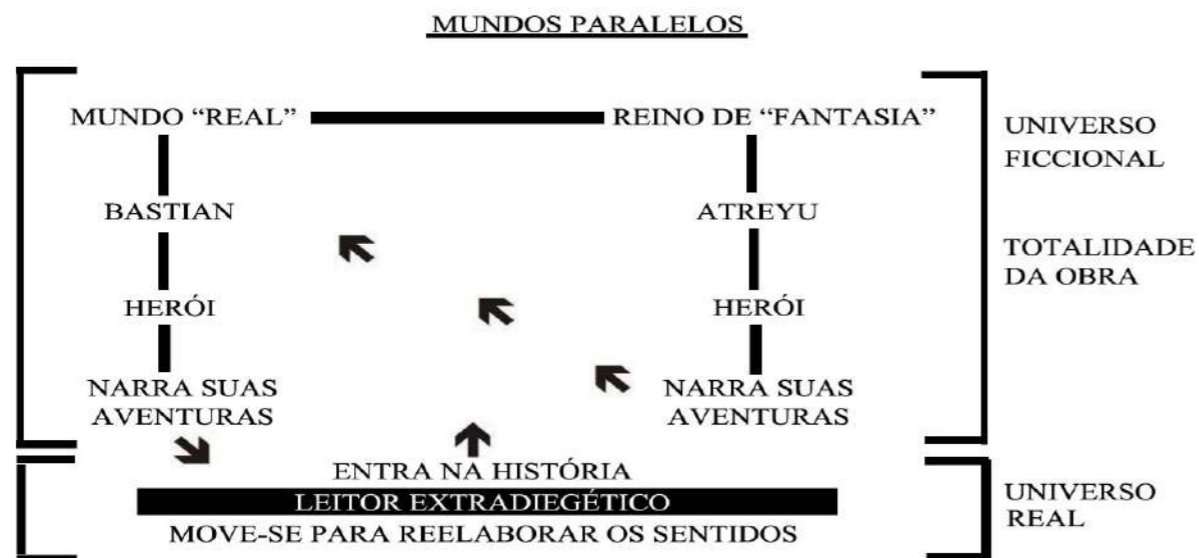 MUNDOS PARALELOS
MUNDO “REAL”
REINO DE “FANTASIA”
UNIVERSO
FICCIONAL
BASTIAN
ATREYU
TOTALIDADE
DA OBRA
HERÓI
HERÓI
NARRA SUAS
AVENTURAS
NARRA SUAS
AVENTURAS
ENTRA NA HISTÓRIA
LEITOR EXTRADIEGÉTICO
MOVE-SE PARA REELABORAR OS SENTIDOS
UNIVERSO
REAL